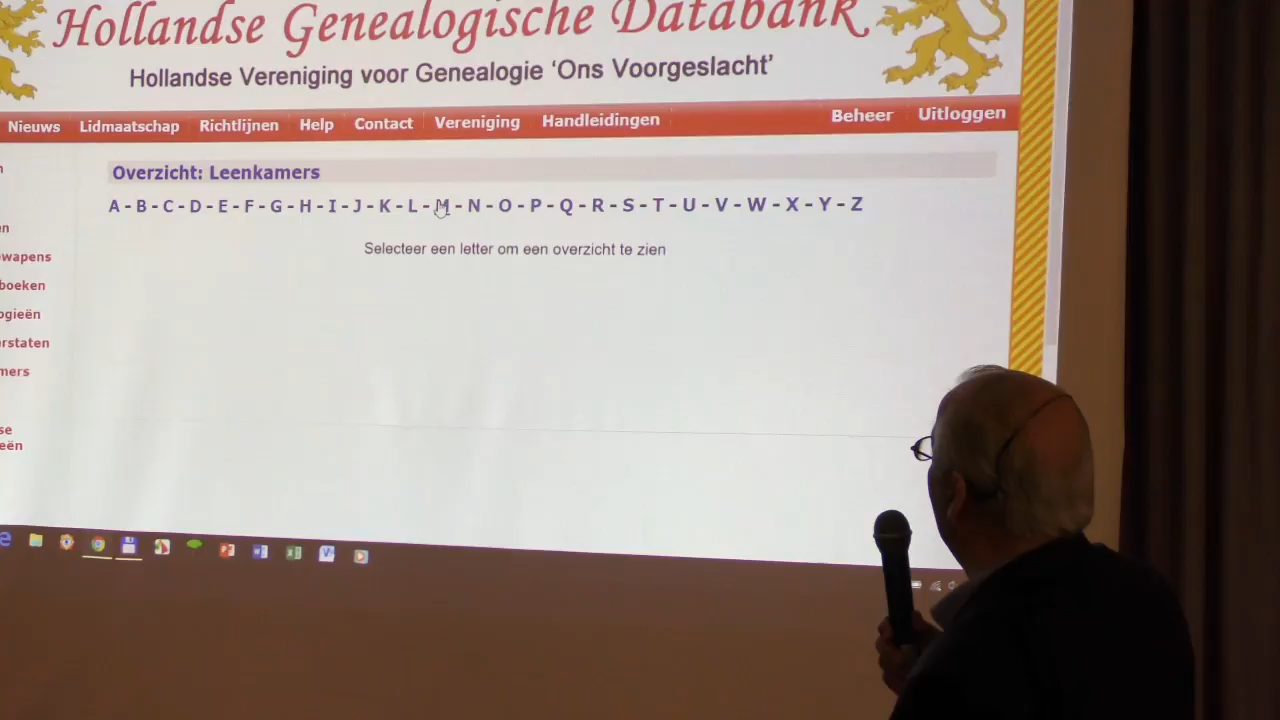 Hollandse Genealogische Databank
Hollandse Vereniging voor Genealogie ‘Ons Voorgeslacht’
Nieuws Lidmaatschap Richtlijnen Help Contact Vereniging Handleidingen Beheer Uitloggen
Overzicht: Leenkamers
A - B - C - D - E - F - G - H - I - J - K - L - M - N - O - P - Q - R - S - T - U - V - W - X - Y - Z
Selecteer een letter om een overzicht te zien
n
en
wapens
boeken
ogieën
rstaten
mers
se
eën